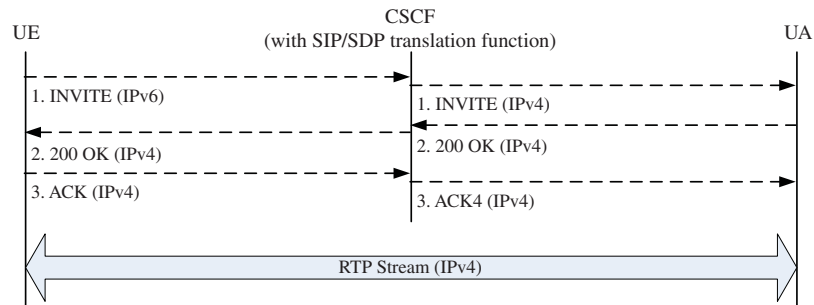 CSCF
UE
(with SIP/SDP translation function)
UA
1. INVITE (IPv6)
1. INVITE (IPv4)
2. 200 OK (IPv4)
2. 200 OK (IPv4)
3. ACK (IPv4)
3. ACK4 (IPv4)
RTP Stream (IPv4)